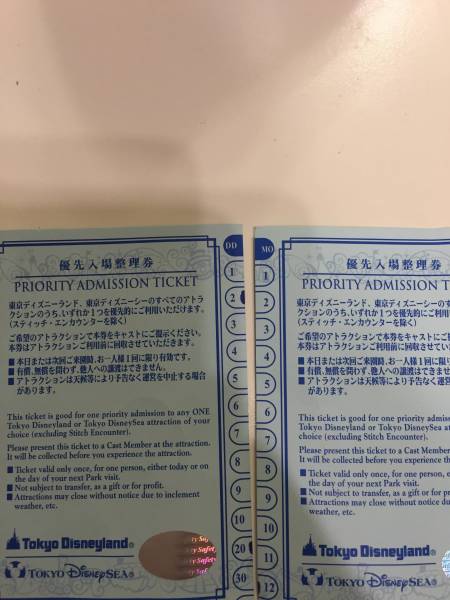 優先入場整理券
PRIORITY ADMISSION TICKET
東京ディズニーランド、東京ディズニーシーのすべてのアトラ
クションのうち、いずれか1つを優先的にご利用いただけます。
(スティッチ・エンカウンターを除く)
ご希望のアトラクションで本券をキャストにご提示ください。
本券はアトラクションご利用前に回収させていただきます。
■ 本日または次回ご来園時、お一人様1回に限り有効です。
■ 有償、無償を問わず、他人への譲渡はできません。
■ アトラクションは天候等により予告なく運営を中止する場合
があります。
This ticket is good for one priority admission to any ONE
Tokyo Disneyland or Tokyo DisneySea attraction of your
choice (excluding Stitch Encounter).
Please present this ticket to a Cast Member at the attraction.
It will be collected before you experience the attraction.
■ Ticket valid only once, for one person, either today or on
the day of your next Park visit.
■ Not subject to transfer, as a gift or for profit.
■ Attractions may close without notice due to inclement
weather, etc.
Tokyo Disneyland®
TOKYO DISNEYSEA®
ty Safety
ty Safety
ty Safety
DD
1
2
3
4
5
6
7
8
9
10
20
30
MO
1
2
3
4
5
6
7
8
9
10
11
12
優先入場整理券
PRIORITY ADMISSION T
東京ディズニーランド、東京ディズニーシーのす
クションのうち、いずれか1つを優先的にご利用
(スティッチ・エンカウンターを除く)
ご希望のアトラクションで本券をキャストにご
本券はアトラクションご利用前に回収させてい
■ 本日または次回ご来園時、お一人様1回に限
■ 有償、無償を問わず、他人への譲渡はできま
■ アトラクションは天候等により予告なく運営
があります。
This ticket is good for one priority admiss
Tokyo Disneyland or Tokyo DisneySea at
choice (excluding Stitch Encounter).
Please present this ticket to a Cast Member
It will be collected before you experience th
■ Ticket valid only once, for one person, e
the day of your next Park visit.
■ Not subject to transfer, as a gift or for pr
■ Attractions may close without notice du
weather, etc.
Tokyo Disneyland®
TOKYO DISNEYSEA®